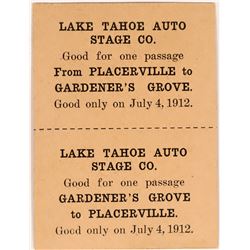 LAKE TAHOE AUTO
STAGE CO.
Good for one passage
From PLACERVILLE to
GARDENER'S GROVE.
Good only on July 4, 1912.
LAKE TAHOE AUTO
STAGE CO.
Good for one passage
GARDENER'S GROVE
to PLACERVILLE.
Good only on July 4, 1912.